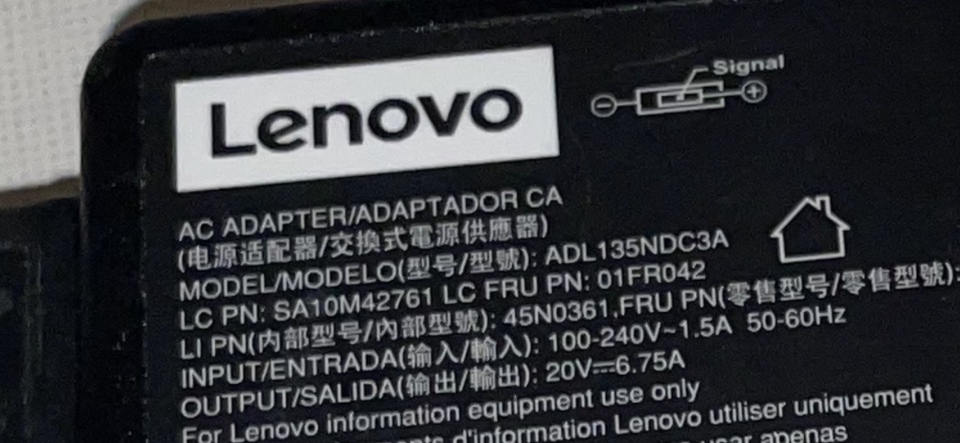 Lenovo
Signal
AC ADAPTER/ADAPTADOR CA
(电源适配器/交換式電源供應器)
MODEL/MODELO(型号/型號): ADL135NDC3A
LC PN: SA10M42761 LC FRU PN: 01FR042
LI PN(内部型号/內部型號): 45N0361,FRU PN(零售型号/零售型號):
INPUT/ENTRADA(输入/輸入): 100-240V~1.5A 50-60Hz
OUTPUT/SALIDA(输出/輸出): 20V⎓6.75A
For Lenovo information equipment use only
d'information Lenovo utiliser uniquement
usar apenas